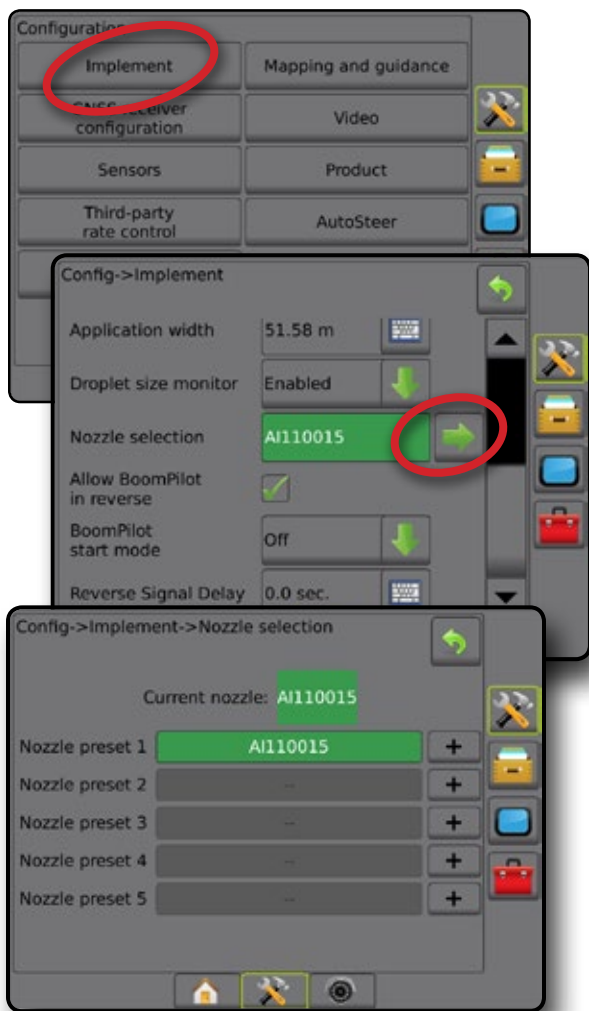 Configuration
Implement
Mapping and guidance
GNSS receiver
configuration
Video
Sensors
Product
Third-party
rate control
AutoSteer
Config->Implement
Application width
51.58 m
Droplet size monitor
Enabled
Nozzle selection
AI110015
Allow BoomPilot
in reverse
BoomPilot
start mode
Off
Reverse Signal Delay
0.0 sec.
Config->Implement->Nozzle selection
Current nozzle: AI110015
Nozzle preset 1
AI110015
+
Nozzle preset 2
--
+
Nozzle preset 3
--
+
Nozzle preset 4
--
+
Nozzle preset 5
--
+